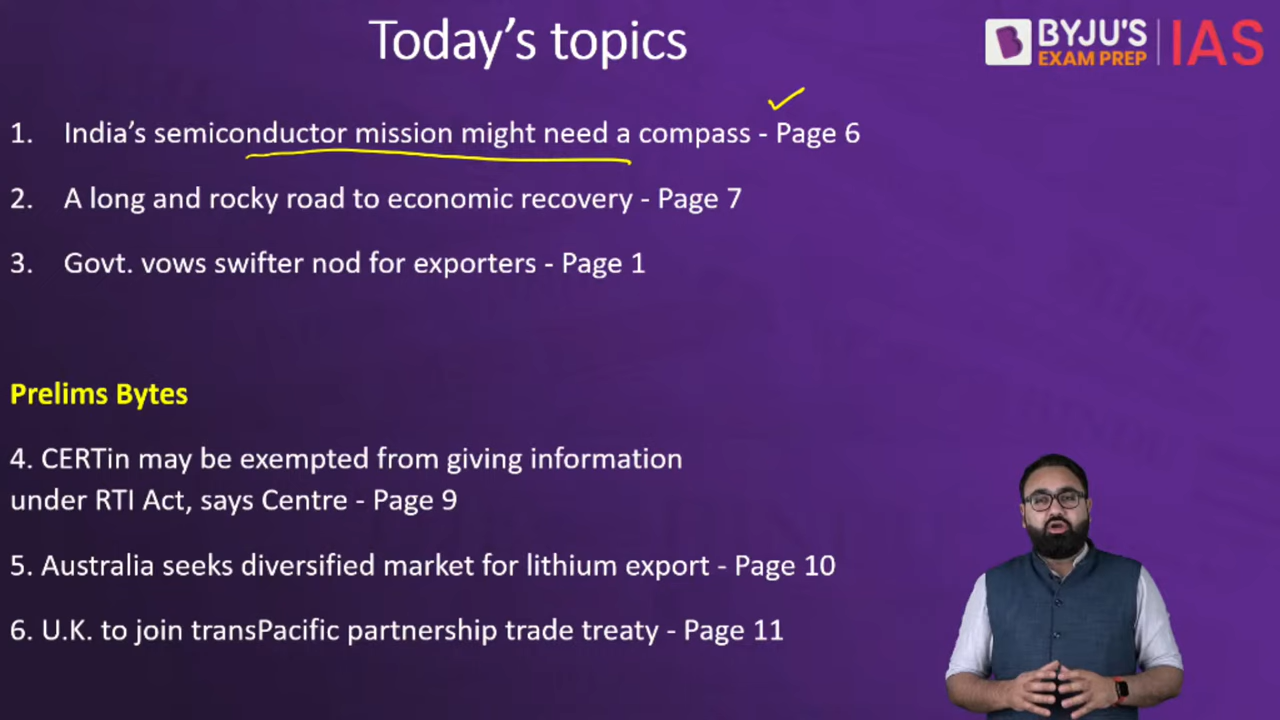 Today's topics
BYJU'S
EXAM PREP
IAS
1. India's semiconductor mission might need a compass - Page 6
2. A long and rocky road to economic recovery - Page 7
3. Govt. vows swifter nod for exporters - Page 1
Prelims Bytes
4. CERTin may be exempted from giving information
under RTI Act, says Centre - Page 9
5. Australia seeks diversified market for lithium export - Page 10
6. U.K. to join transPacific partnership trade treaty - Page 11